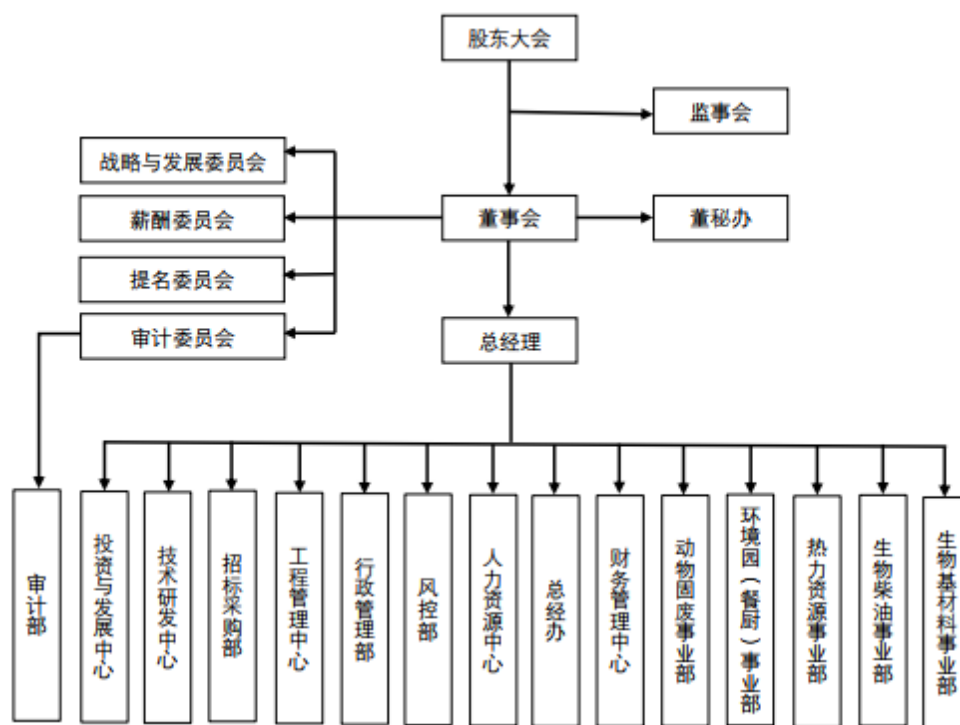 股东大会
监事会
战略与发展委员会
薪酬委员会
董事会
董秘办
提名委员会
审计委员会
总经理
审计部
投资与发展中心
技术研发中心
招标采购部
工程管理中心
行政管理部
风控部
人力资源中心
总经办
财务管理中心
动物固废事业部
环境园（餐厨）事业部
热力资源事业部
生物柴油事业部
生物基材料事业部